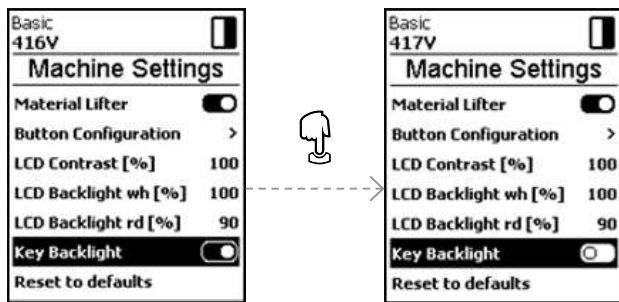 Basic
416V
Machine Settings
Material Lifter
Button Configuration >
LCD Contrast [%] 100
LCD Backlight wh [%] 100
LCD Backlight rd [%] 90
Key Backlight
Reset to defaults
Basic
417V
Machine Settings
Material Lifter
Button Configuration >
LCD Contrast [%] 100
LCD Backlight wh [%] 100
LCD Backlight rd [%] 90
Key Backlight
Reset to defaults